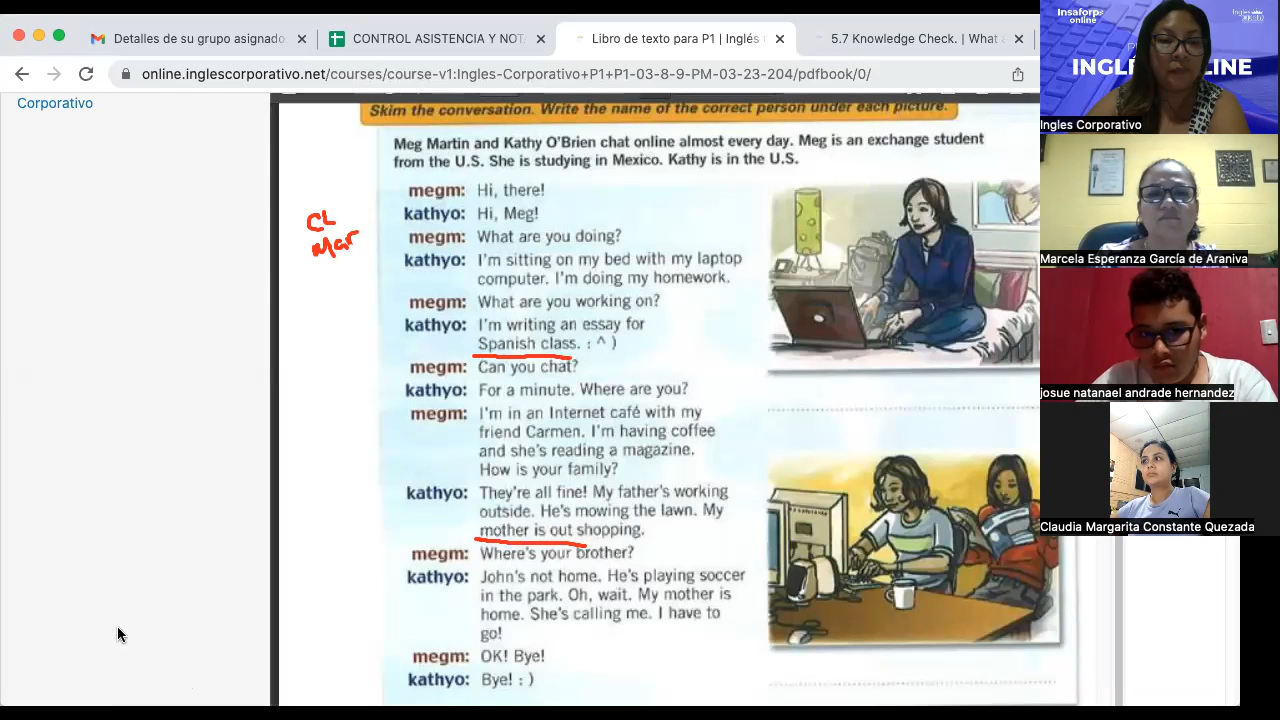 Detalles de su grupo asignado
CONTROL ASISTENCIA Y NOT
Libro de texto para P1 | Inglés
5.7 Knowledge Check. | What a
online.inglescorporativo.net/courses/course-v1:Ingles-Corporativo+P1+P1-03-8-9-PM-03-23-204/pdfbook/0/
Corporativo
Skim the conversation. Write the name of the correct person under each picture.
Meg Martin and Kathy O'Brien chat online almost every day. Meg is an exchange student
from the U.S. She is studying in Mexico. Kathy is in the U.S.
megm: Hi, there!
kathyo: Hi, Meg!
megm: What are you doing?
kathyo: I'm sitting on my bed with my laptop
computer. I'm doing my homework.
megm: What are you working on?
kathyo: I'm writing an essay for
Spanish class. : ^ )
megm: Can you chat?
kathyo: For a minute. Where are you?
megm: I'm in an Internet café with my
friend Carmen. I'm having coffee
and she's reading a magazine.
How is your family?
kathyo: They're all fine! My father's working
outside. He's mowing the lawn. My
mother is out shopping.
megm: Where's your brother?
kathyo: John's not home. He's playing soccer
in the park. Oh, wait. My mother is
home. She's calling me. I have to
go!
megm: OK! Bye!
kathyo: Bye! : )
CL
Mar
Insaforp
online
INGLÉ
LINE
Ingles Corporativo
Marcela Esperanza García de Araniva
josue natanael andrade hernandez
Claudia Margarita Constante Quezada